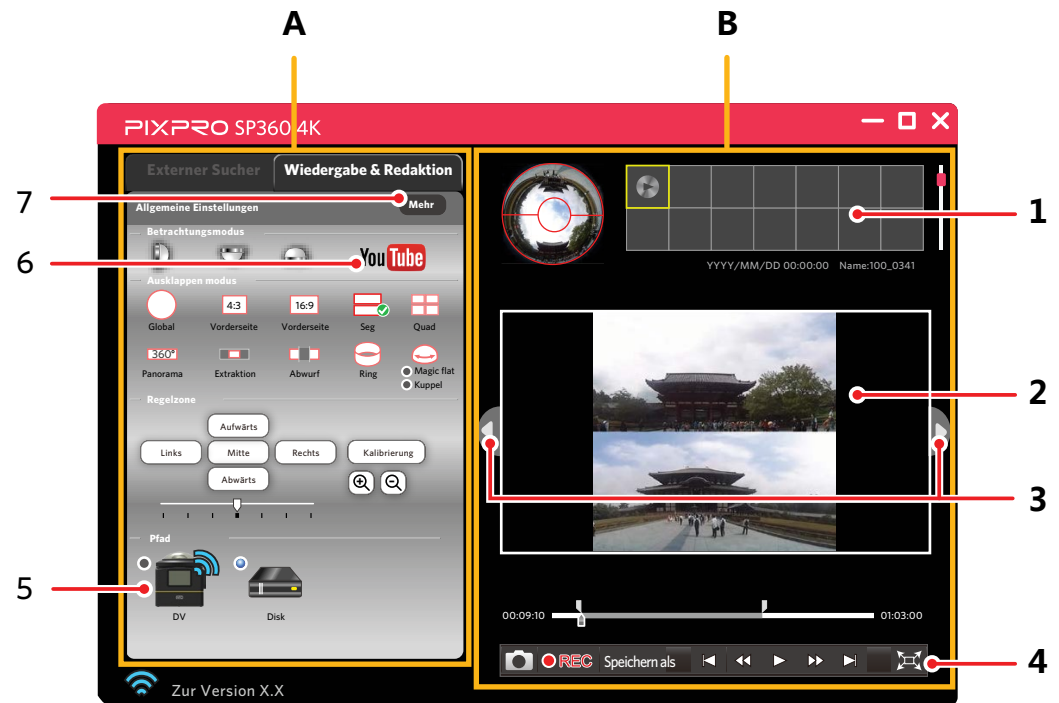 A
B
PIXPRO SP360 4K
Externer Sucher
Wiedergabe & Redaktion
Allgemeine Einstellungen
Mehr
7
Betrachtungsmodus
You Tube
6
Ausklappen modus
4:3
16:9
Global
Vorderseite
Vorderseite
Seg
Quad
360°
Panorama
Extraktion
Abwurf
Ring
Magic flat
Kuppel
Regelzone
Aufwärts
Links
Mitte
Rechts
Kalibrierung
Abwärts
Pfad
5
DV
Disk
Zur Version X.X
1
YYYY/MM/DD 00:00:00 Name:100_0341
2
3
00:09:10
01:03:00
REC
Speichern als
4